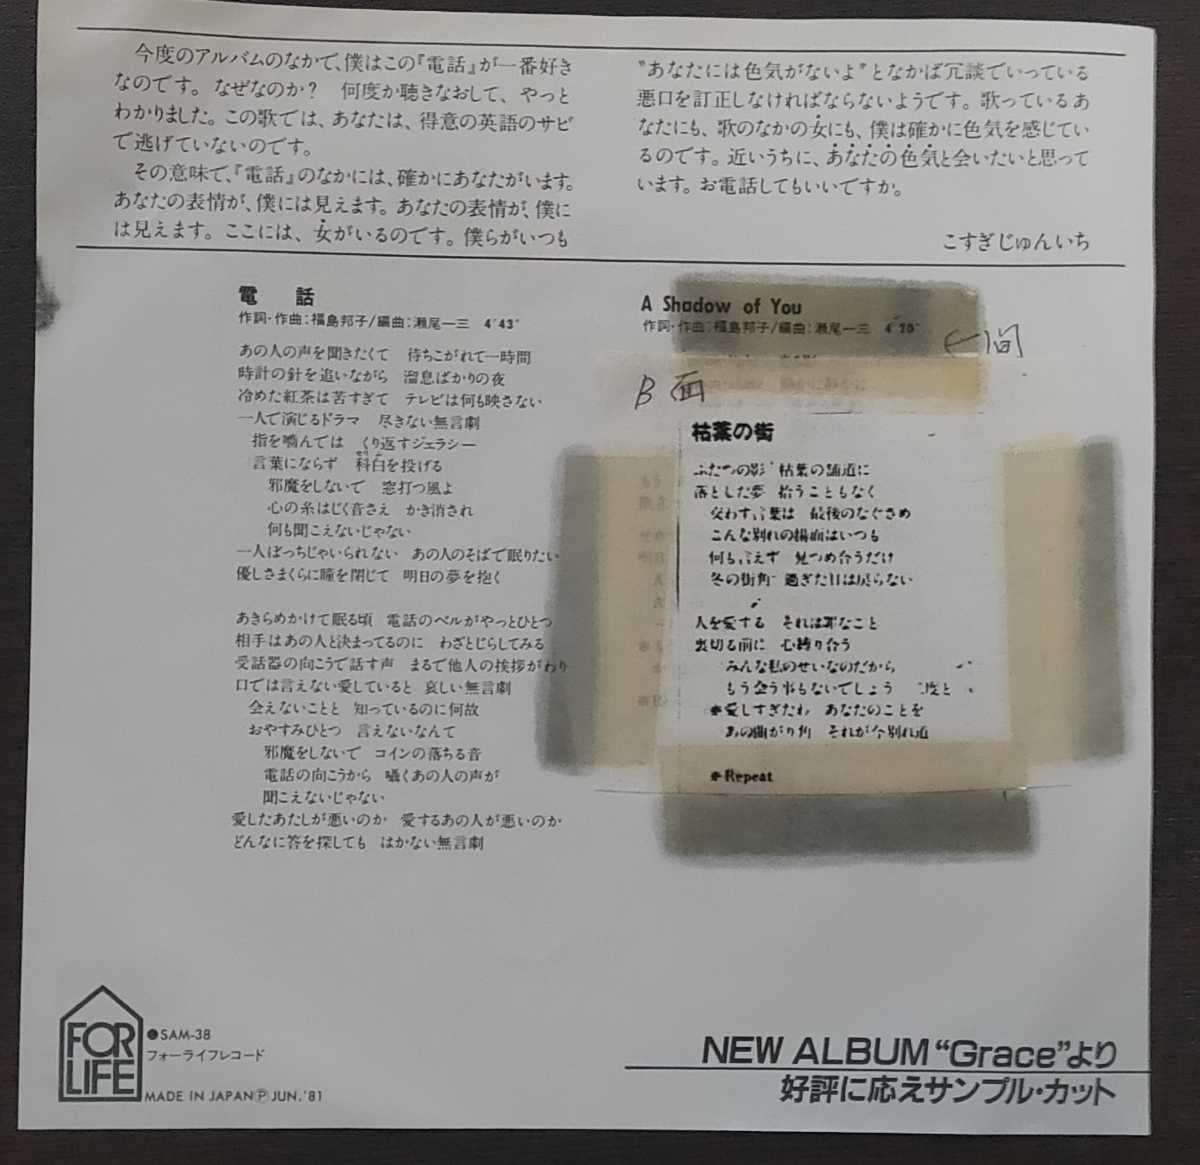 今度のアルバムのなかで、僕はこの『電話』が一番好き
なのです。なぜなのか？　何度か聴きなおして、やっと
わかりました。この歌では、あなたは、得意の英語のサビ
で逃げていないのです。
その意味で、『電話』のなかには、確かにあなたがいます。
あなたの表情が、僕には見えます。あなたの表情が、僕に
は見えます。ここには、女がいるのです。僕らがいつも
"あなたには色気がないよ"となかば冗談でいっている
悪口を訂正しなければならないようです。歌っているあ
なたにも、歌のなかの女にも、僕は確かに色気を感じてい
るのです。近いうちに、あなたの色気と会いたいと思って
います。お電話してもいいですか。
こすぎじゅんいち
電　話
作詞・作曲：福島邦子/編曲：瀬尾一三　4'43"
あの人の声を聞きたくて　待ちこがれて一時間
時計の針を追いながら　溜息ばかりの夜
冷めた紅茶は苦すぎて　テレビは何も映さない
一人で演じるドラマ　尽きない無言劇
指を噛んでは　くり返すジェラシー
言葉にならず　科白を投げる
せりふ
邪魔をしないで　窓打つ風よ
心の糸はじく音さえ　かき消され
何も聞こえないじゃない
一人ぼっちじゃいられない　あの人のそばで眠りたい
優しさまくらに瞳を閉じて　明日の夢を抱く
あきらめかけて眠る頃　電話のベルがやっとひとつ
相手はあの人と決まってるのに　わざとじらしてみる
受話器の向こうで話す声　まるで他人の挨拶がわり
口では言えない愛していると　哀しい無言劇
会えないことと　知っているのに何故
おやすみひとつ　言えないなんて
邪魔をしないで　コインの落ちる音
電話の向こうから　囁くあの人の声が
聞こえないじゃない
愛したあたしが悪いのか　愛するあの人が悪いのか
どんなに答を探しても　はかない無言劇
A Shadow of You
作詞・作曲：福島邦子/編曲：瀬尾一三　4'20"
B面
枯葉の街
ふたつの影　枯葉の舗道に
落とした夢　拾うこともなく
交わす言葉は　最後のなぐさめ
こんな別れの場面はいつも
何も言えず　見つめ合うだけ
冬の街角　過ぎた日は戻らない
人を愛する　それは罪なこと
裏切る前に　心縛り合う
みんな私のせいなのだから
もう会う事もないでしょう　二度と
※愛しすぎたわ　あなたのことを
あの曲がり角　それが今別れ道
※Repeat
FOR
LIFE
●SAM-38
フォーライフレコード
MADE IN JAPANⓅJUN.'81
NEW ALBUM "Grace"より
好評に応えサンプル・カット